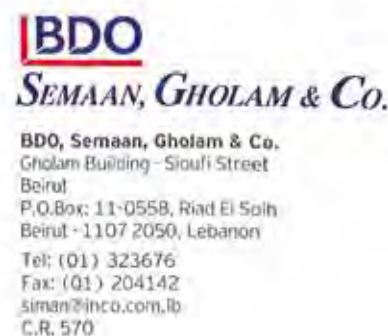 BDO
SEMAAN, GHOLAM & CO.
BDO, Semaan, Gholam & Co.
Gholam Building - Sioufi Street
Beirut
P.O.Box: 11-0558, Riad El Solh
Beirut - 1107 2050, Lebanon
Tel: (01) 323676
Fax: (01) 204142
siman@inco.com.lb
C.R. 570